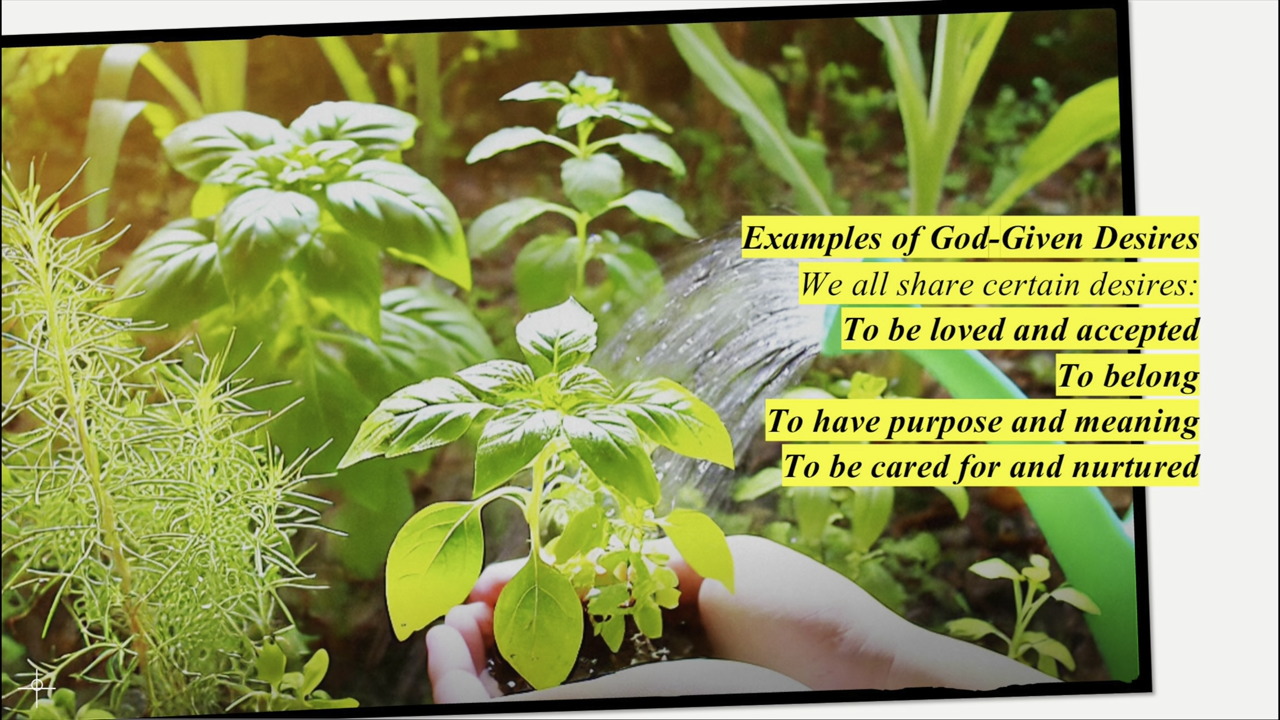 Examples of God-Given Desires
We all share certain desires:
To be loved and accepted
To belong
To have purpose and meaning
To be cared for and nurtured